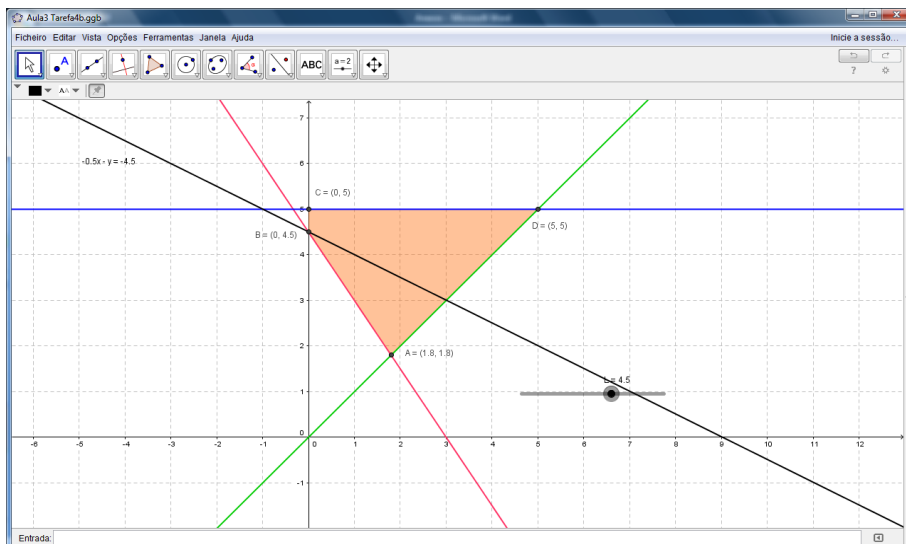 Aula3 Tarefa4b.ggb
Ficheiro Editar Vista Opções Ferramentas Janela Ajuda
Inicie a sessão...
A
ABC
a = 2
?
AA
7
6
5
4
3
2
1
0
-1
-6 -5 -4 -3 -2 -1 1 2 3 4 5 6 7 8 9 10 11 12
-0.5x - y = -4.5
C = (0, 5)
B = (0, 4.5)
D = (5, 5)
A = (1.8, 1.8)
L = 4.5
Entrada: